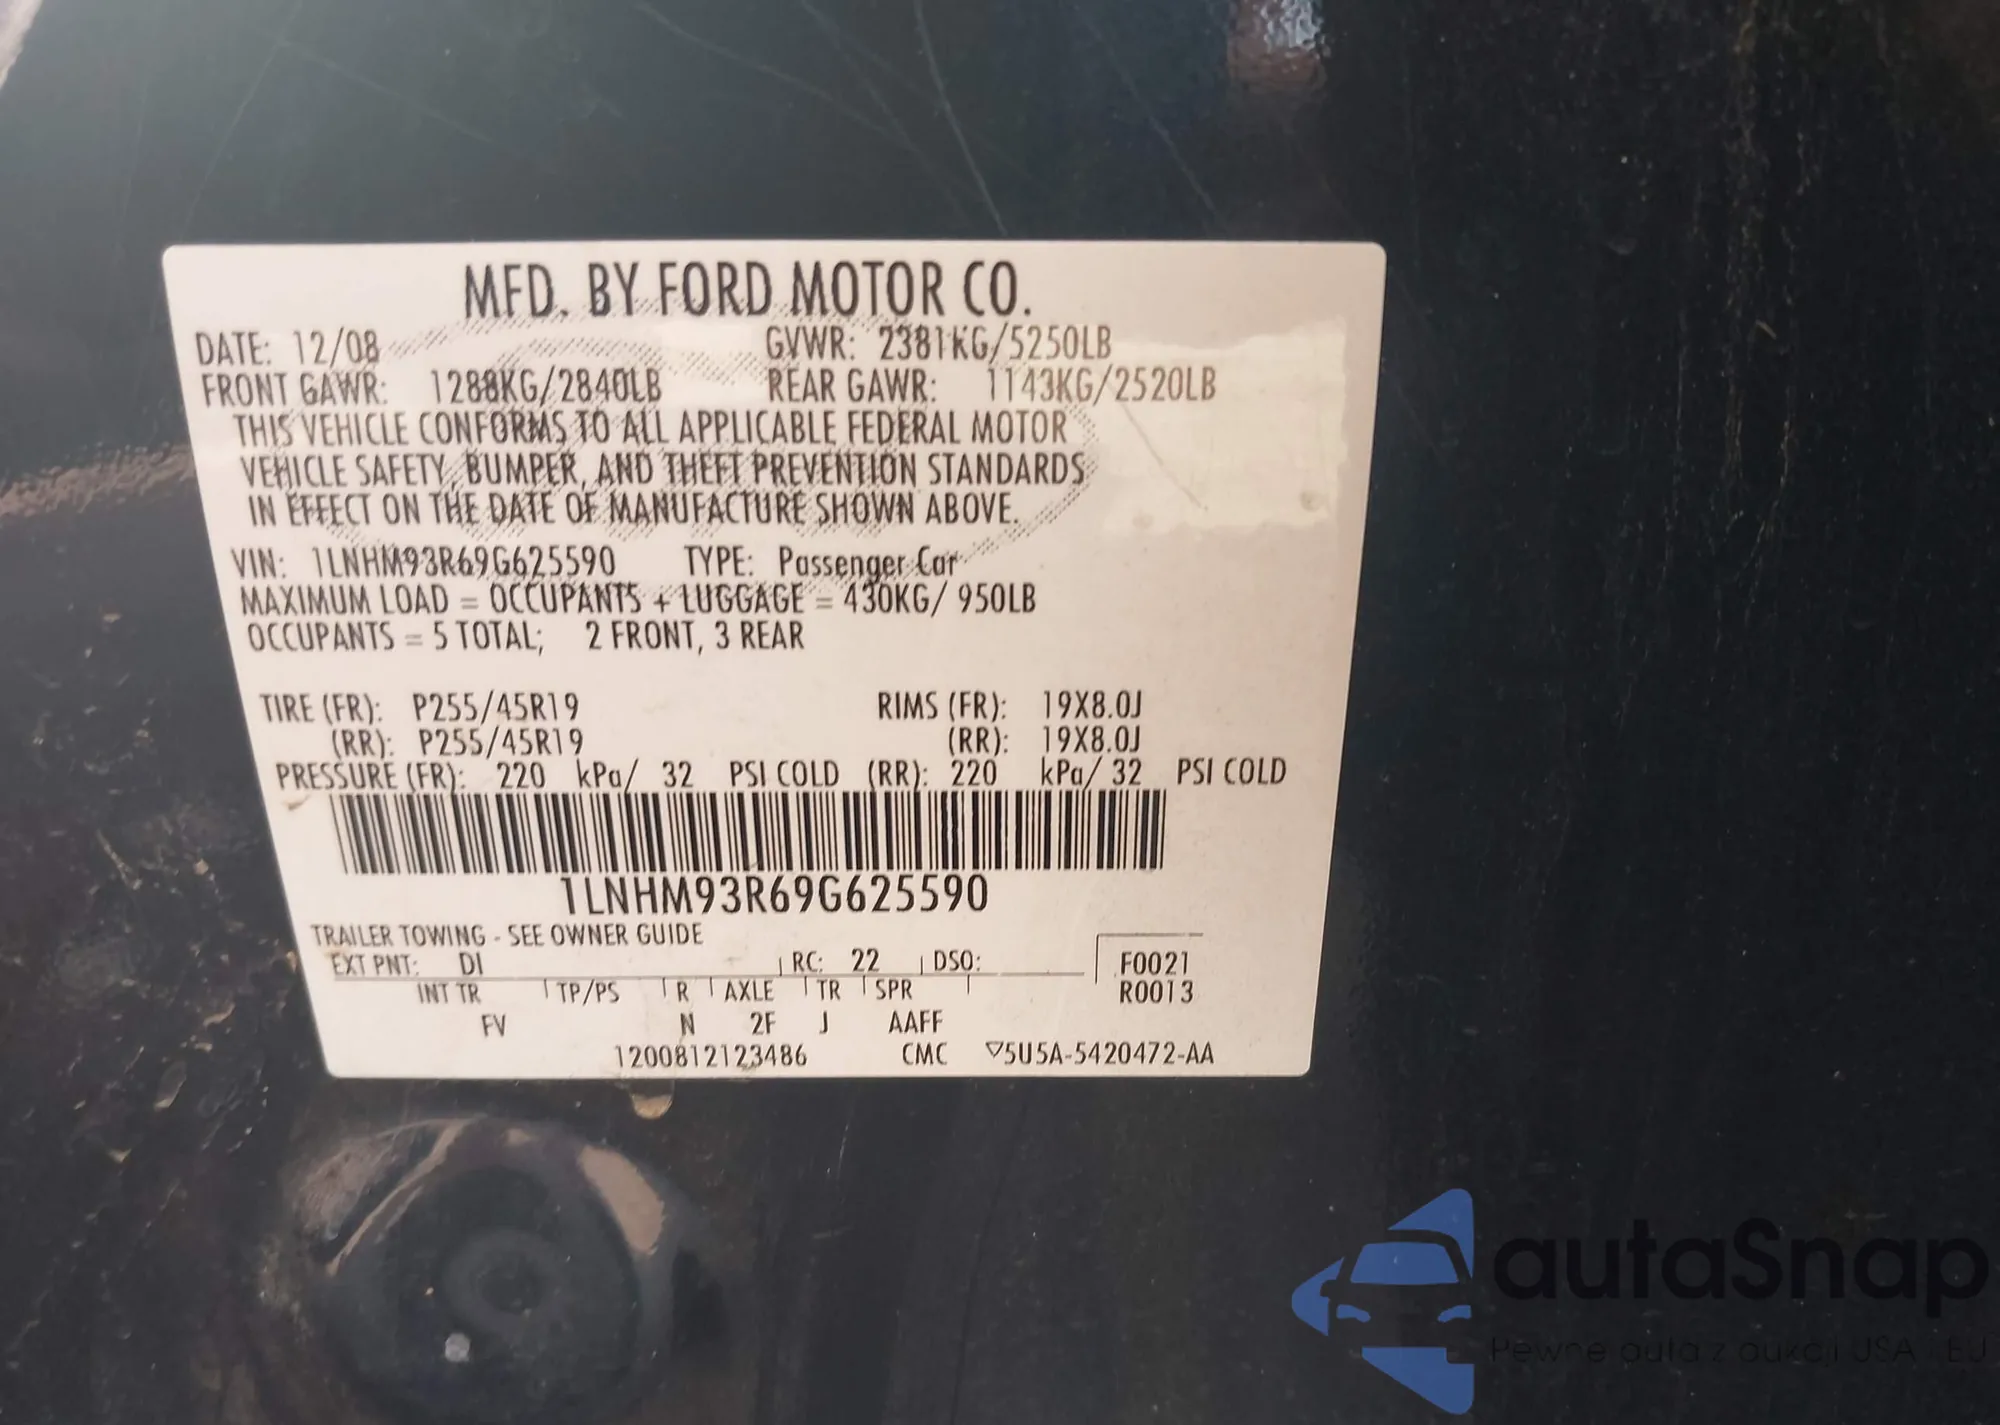 MFD. BY FORD MOTOR CO.
DATE: 12/08 GVWR: 2381KG/5250LB
FRONT GAWR: 1288KG/2840LB REAR GAWR: 1143KG/2520LB
THIS VEHICLE CONFORMS TO ALL APPLICABLE FEDERAL MOTOR
VEHICLE SAFETY, BUMPER, AND THEFT PREVENTION STANDARDS
IN EFFECT ON THE DATE OF MANUFACTURE SHOWN ABOVE.
VIN: 1LNHM93R69G625590 TYPE: Passenger Car
MAXIMUM LOAD = OCCUPANTS + LUGGAGE = 430KG/ 950LB
OCCUPANTS = 5 TOTAL; 2 FRONT, 3 REAR
TIRE (FR): P255/45R19 RIMS (FR): 19X8.0J
(RR): P255/45R19 (RR): 19X8.0J
PRESSURE (FR): 220 kPa/ 32 PSI COLD (RR): 220 kPa/ 32 PSI COLD
1LNHM93R69G625590
TRAILER TOWING - SEE OWNER GUIDE
EXT PNT: DI RC: 22 DSO: F0021
INT TR TP/PS R AXLE TR SPR R0013
FV N 2F J AAFF
1200812123486 CMC ▽5U5A-5420472-AA
autaSnap
Pewne auta z aukcji USA i EU